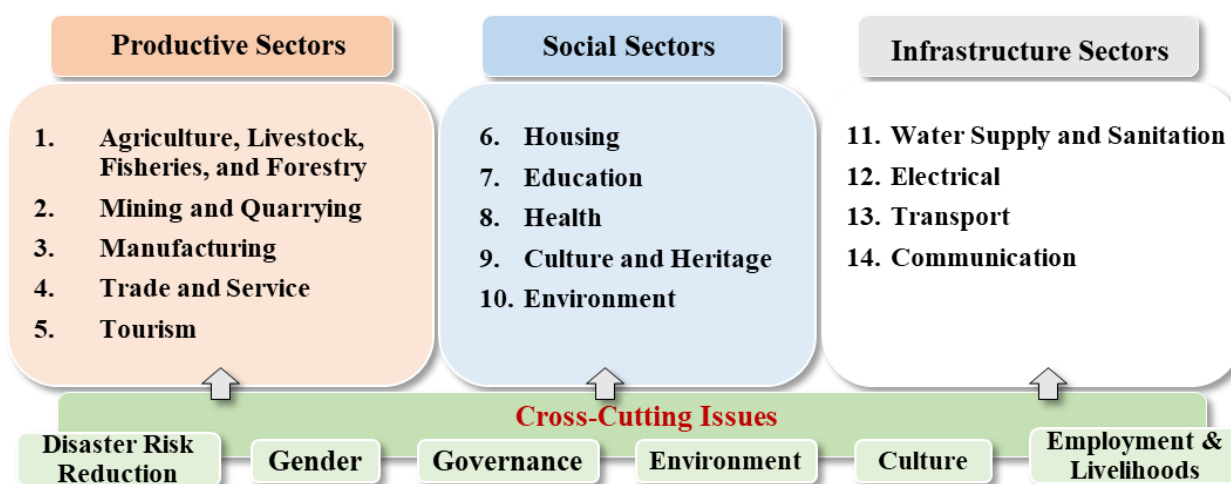 Productive Sectors
1. Agriculture, Livestock,
Fisheries, and Forestry
2. Mining and Quarrying
3. Manufacturing
4. Trade and Service
5. Tourism
Social Sectors
6. Housing
7. Education
8. Health
9. Culture and Heritage
10. Environment
Infrastructure Sectors
11. Water Supply and Sanitation
12. Electrical
13. Transport
14. Communication
Cross-Cutting Issues
Disaster Risk
Reduction
Gender
Governance
Environment
Culture
Employment &
Livelihoods